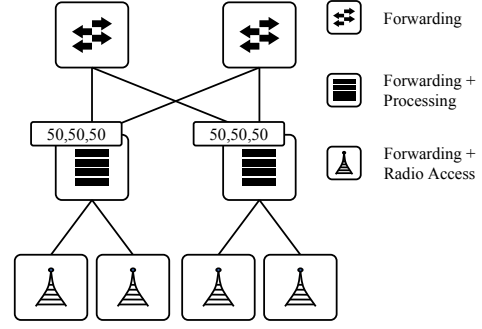 Forwarding
Forwarding +
Processing
50,50,50
50,50,50
Forwarding +
Radio Access